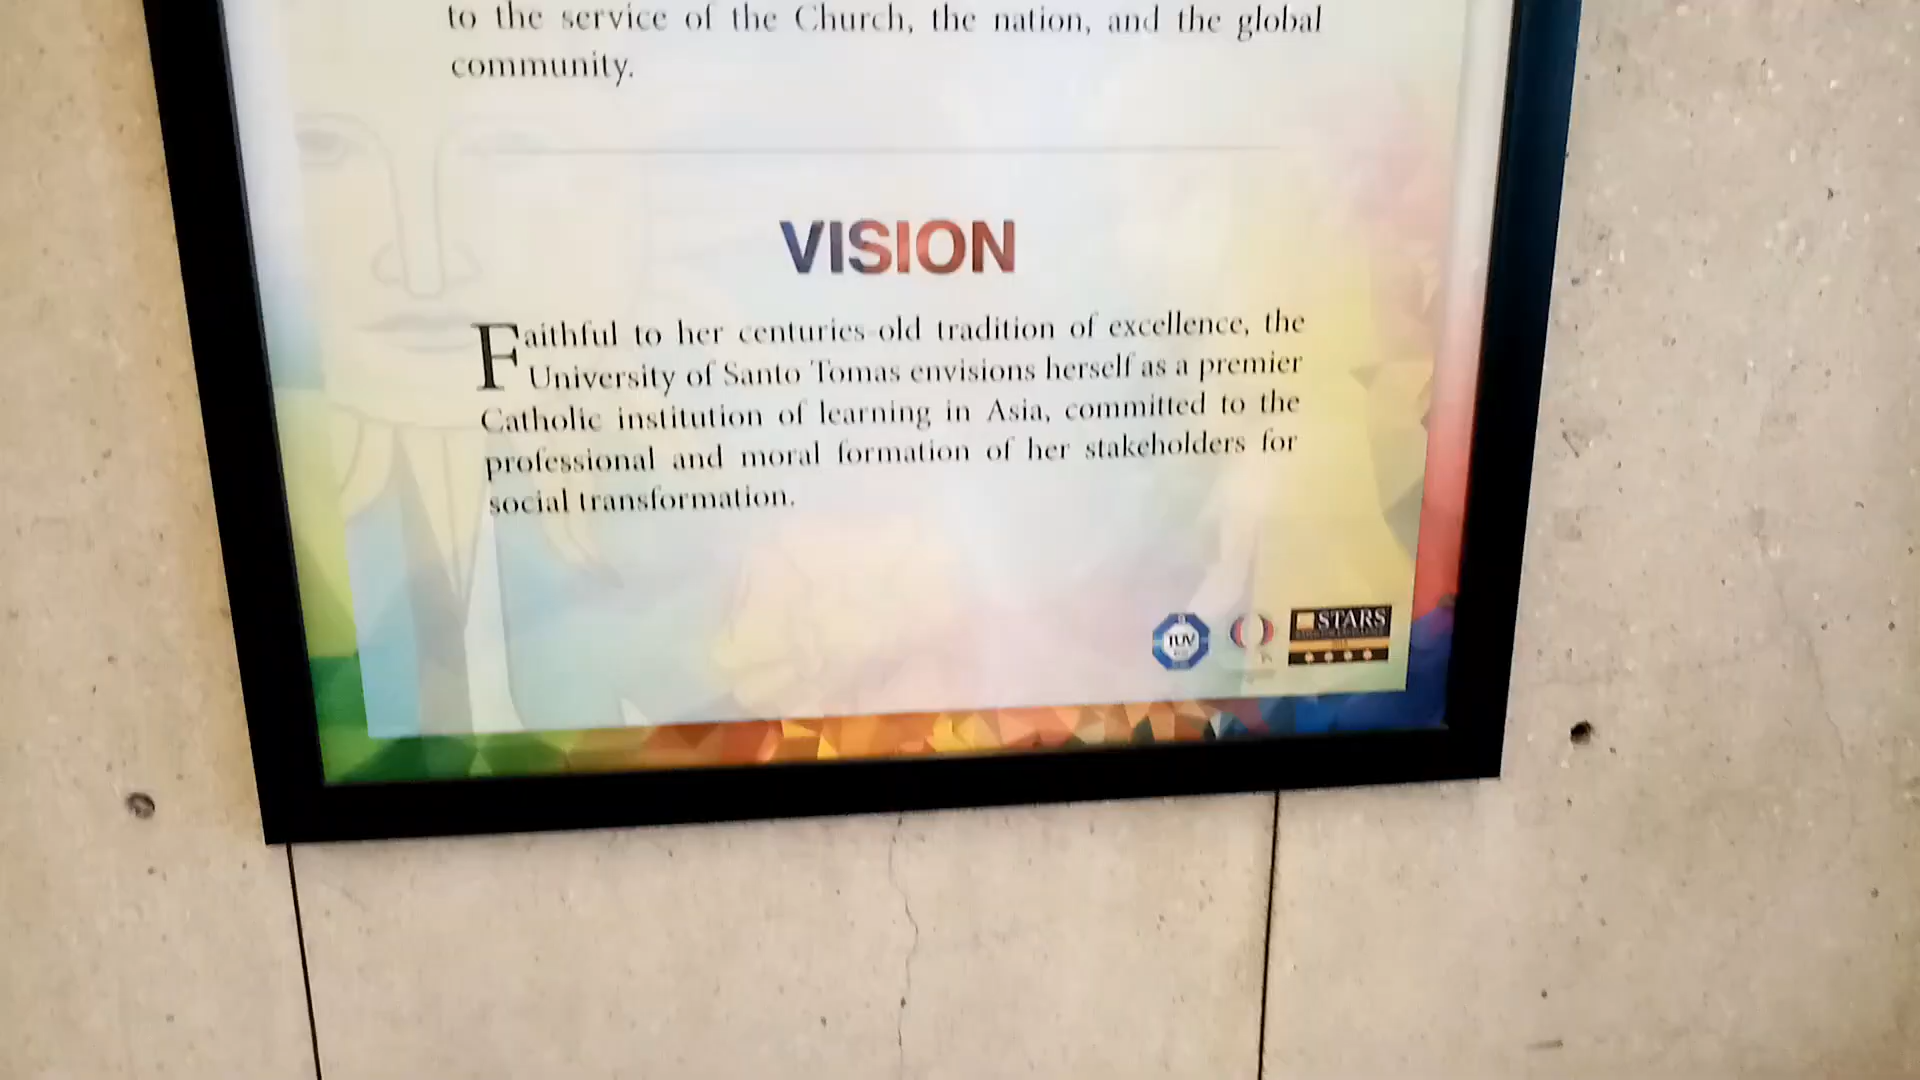 to the service of the Church, the nation, and the global
community.
VISION
Faithful to her centuries-old tradition of excellence, the
University of Santo Tomas envisions herself as a premier
Catholic institution of learning in Asia, committed to the
professional and moral formation of her stakeholders for
social transformation.
TUV
STARS